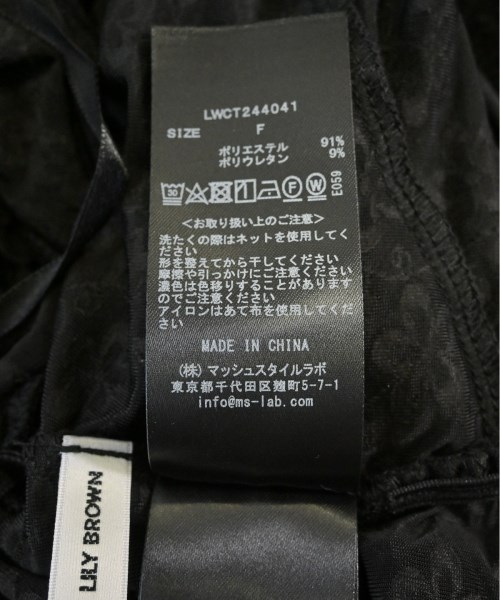 LWCT244041
SIZE F
ポリエステル 91%
ポリウレタン 9%
30 F W E059
<お取り扱い上のご注意>
洗たくの際はネットを使用してく
ださい
形を整えてから干してください
摩擦や引っかけにご注意ください
濃色は色移りすることがあります
のでご注意ください
アイロンはあて布を使用してくだ
さい
MADE IN CHINA
(株) マッシュスタイルラボ
東京都千代田区麹町5-7-1
info@ms-lab.com
LILY BROWN